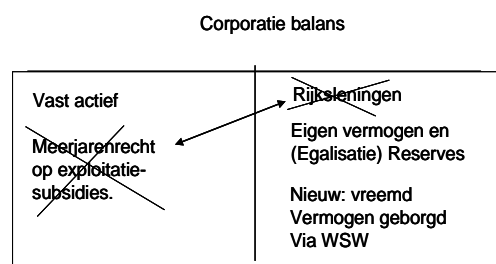 Corporatie balans
Vast actief
Meerjarenrecht
op exploitatie-
subsidies.
Rijksleningen
Eigen vermogen en
(Egalisatie) Reserves
Nieuw: vreemd
Vermogen geborgd
Via WSW